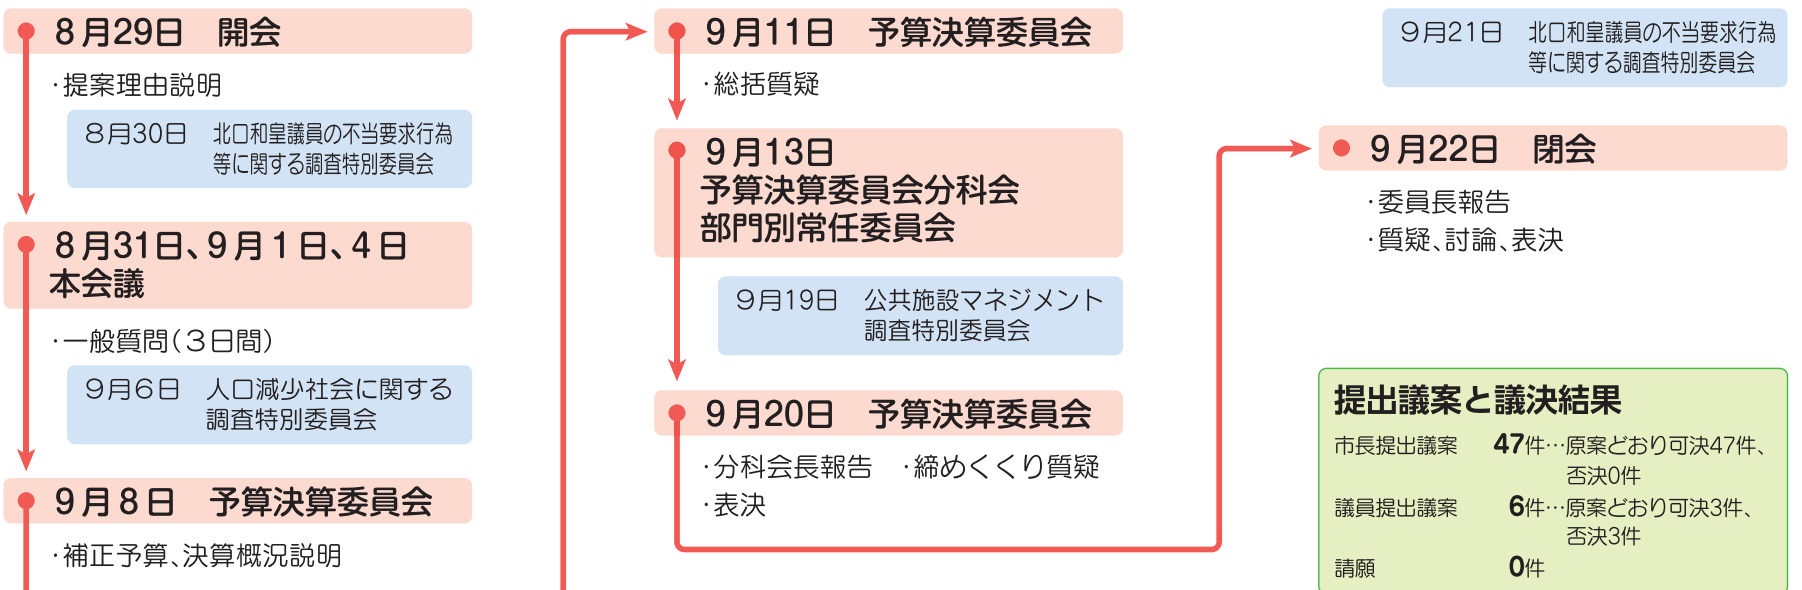 8月29日 開会
・提案理由説明
8月30日 北口和皇議員の不当要求行為
等に関する調査特別委員会
8月31日、9月1日、4日
本会議
・一般質問(3日間)
9月6日 人口減少社会に関する
調査特別委員会
9月8日 予算決算委員会
・補正予算、決算概況説明
9月11日 予算決算委員会
・総括質疑
9月13日
予算決算委員会分科会
部門別常任委員会
9月19日 公共施設マネジメント
調査特別委員会
9月20日 予算決算委員会
・分科会長報告 ・締めくくり質疑
・表決
9月21日 北口和皇議員の不当要求行為
等に関する調査特別委員会
9月22日 閉会
・委員長報告
・質疑、討論、表決
提出議案と議決結果
市長提出議案 47件…原案どおり可決47件、
否決0件
議員提出議案 6件…原案どおり可決3件、
否決3件
請願 0件